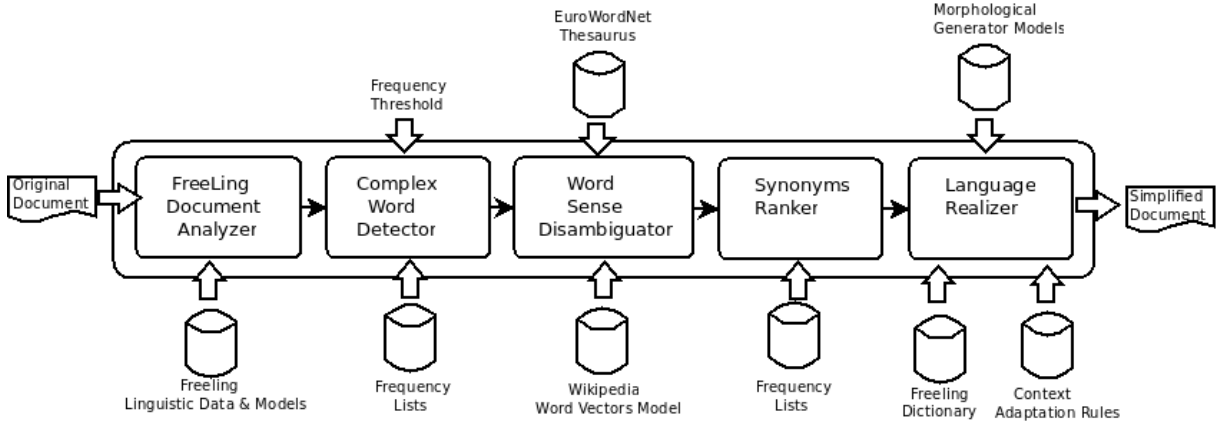 EuroWordNet
Thesaurus
Morphological
Generator Models
Frequency
Threshold
Original
Document
FreeLing
Document
Analyzer
Complex
Word
Detector
Word
Sense
Disambiguator
Synonyms
Ranker
Language
Realizer
Simplified
Document
Freeling
Linguistic Data & Models
Frequency
Lists
Wikipedia
Word Vectors Model
Frequency
Lists
Freeling
Dictionary
Context
Adaptation Rules